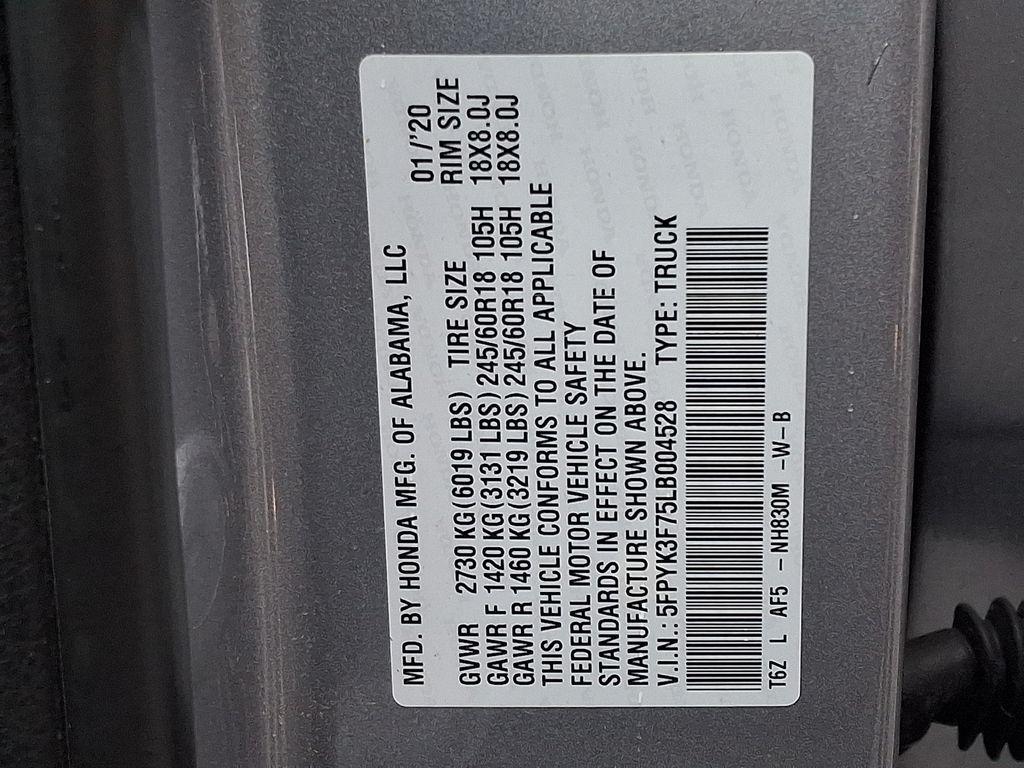 MFD. BY HONDA MFG. OF ALABAMA, LLC 01/'20
GVWR 2730 KG(6019 LBS) TIRE SIZE RIM SIZE
GAWR F 1420 KG(3131 LBS) 245/60R18 105H 18X8.0J
GAWR R 1460 KG(3219 LBS) 245/60R18 105H 18X8.0J
THIS VEHICLE CONFORMS TO ALL APPLICABLE
FEDERAL MOTOR VEHICLE SAFETY
STANDARDS IN EFFECT ON THE DATE OF
MANUFACTURE SHOWN ABOVE.
V.I.N.: 5FPYK3F75LB004528 TYPE: TRUCK
T6Z L AF5 - NH830M -W-B